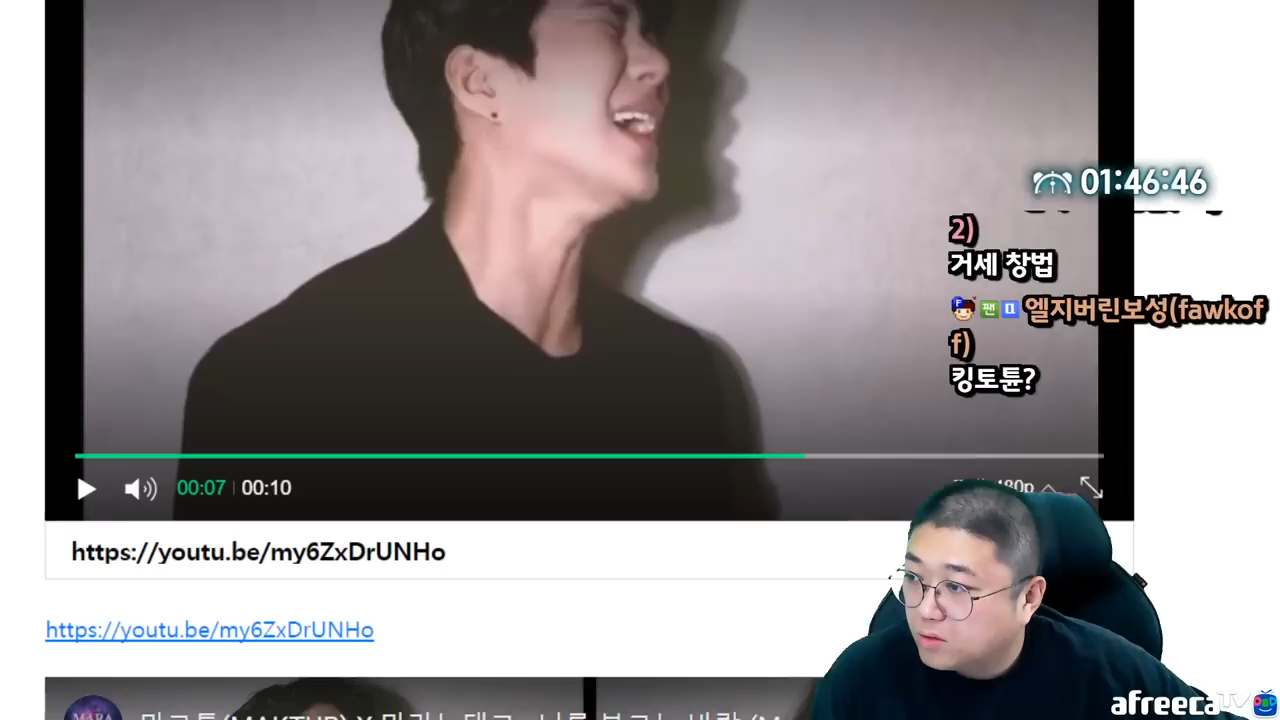 01:46:46
2)
거세 창법
F 팬 엘지버린보성(fawkof
f)
킹토튠?
00:07 00:10
480p
https://youtu.be/my6ZxDrUNHo
https://youtu.be/my6ZxDrUNHo
afreecaTV